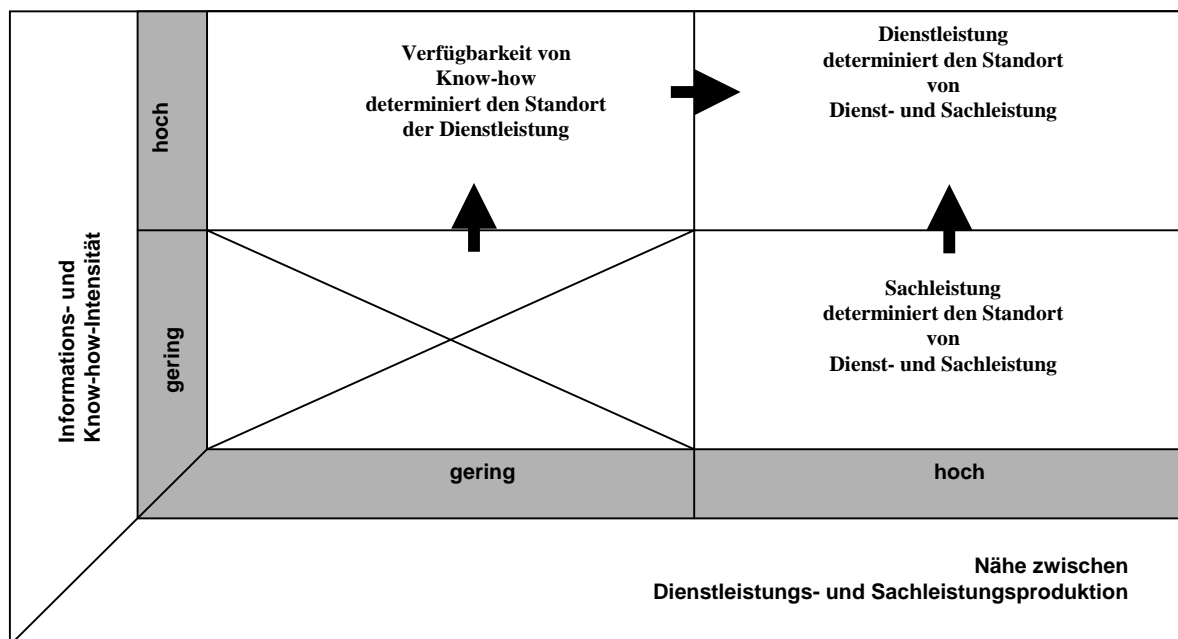 Informations- und
Know-how-Intensität
hoch
gering
Verfügbarkeit von
Know-how
determiniert den Standort
der Dienstleistung
Dienstleistung
determiniert den Standort
von
Dienst- und Sachleistung
Sachleistung
determiniert den Standort
von
Dienst- und Sachleistung
gering
hoch
Nähe zwischen
Dienstleistungs- und Sachleistungsproduktion